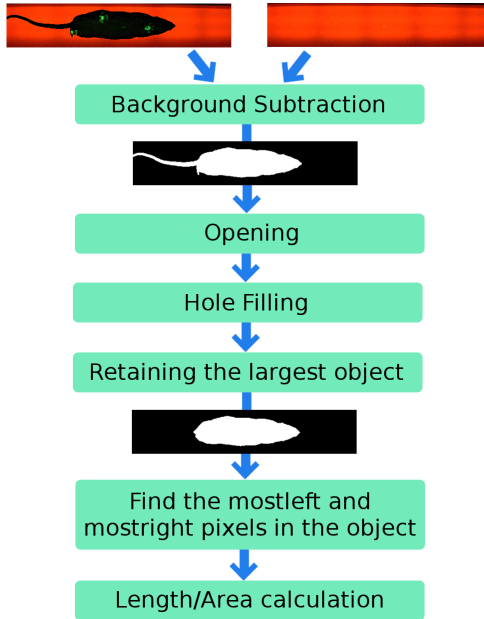 Background Subtraction
Opening
Hole Filling
Retaining the largest object
Find the mostleft and
mostright pixels in the object
Length/Area calculation